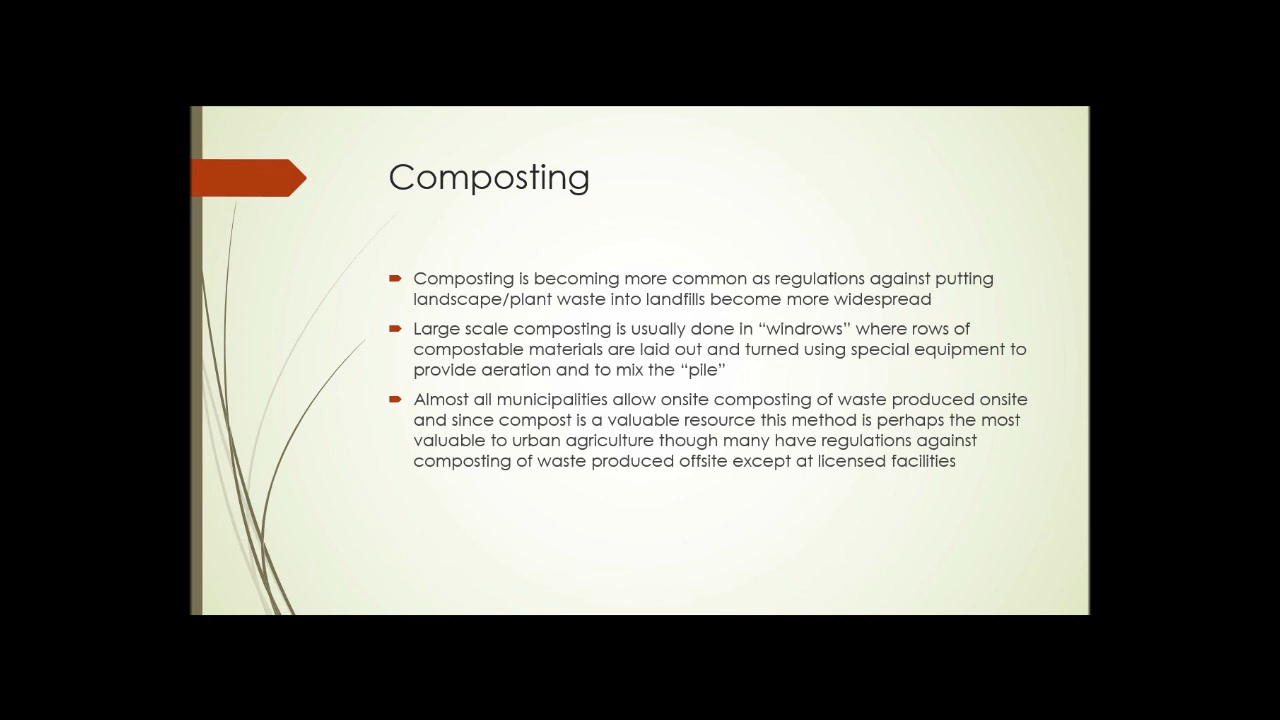 Composting
Composting is becoming more common as regulations against putting
landscape/plant waste into landfills become more widespread
Large scale composting is usually done in “windrows” where rows of
compostable materials are laid out and turned using special equipment to
provide aeration and to mix the “pile”
Almost all municipalities allow onsite composting of waste produced onsite
and since compost is a valuable resource this method is perhaps the most
valuable to urban agriculture though many have regulations against
composting of waste produced offsite except at licensed facilities